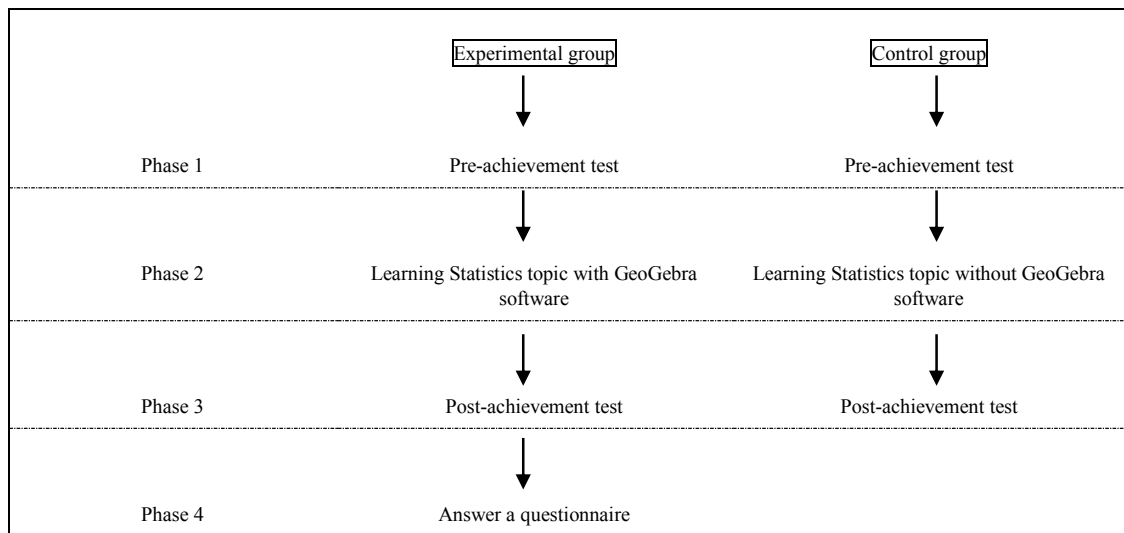 Experimental group Control group
Phase 1 Pre-achievement test Pre-achievement test
Phase 2 Learning Statistics topic with GeoGebra Learning Statistics topic without GeoGebra
software software
Phase 3 Post-achievement test Post-achievement test
Phase 4 Answer a questionnaire